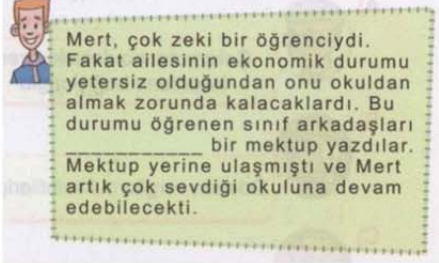 Mert, çok zeki bir öğrenciydi.
Fakat ailesinin ekonomik durumu
yetersiz olduğundan onu okuldan
almak zorunda kalacaklardı. Bu
durumu öğrenen sınıf arkadaşları
____________ bir mektup yazdılar.
Mektup yerine ulaşmıştı ve Mert
artık çok sevdiği okuluna devam
edebilecekti.